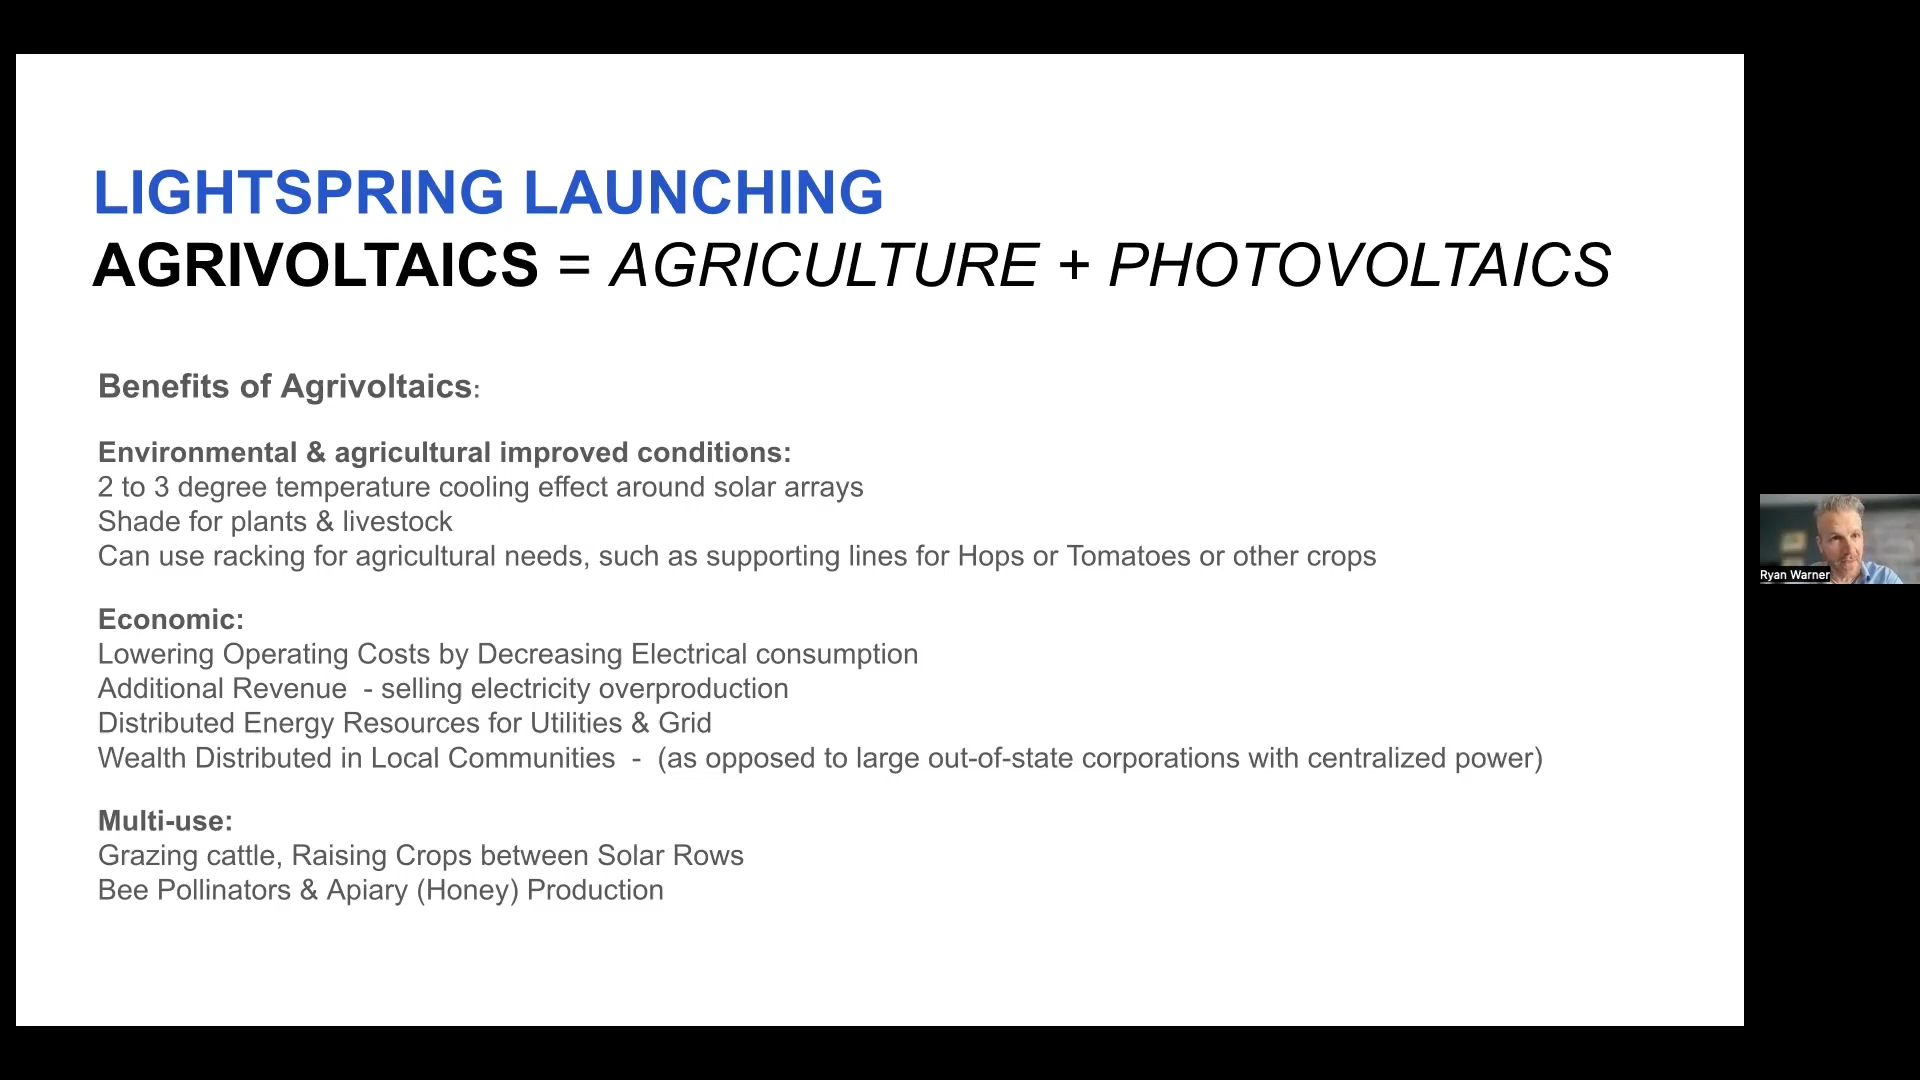 LIGHTSPRING LAUNCHING
AGRIVOLTAICS = AGRICULTURE + PHOTOVOLTAICS
Benefits of Agrivoltaics:
Environmental & agricultural improved conditions:
2 to 3 degree temperature cooling effect around solar arrays
Shade for plants & livestock
Can use racking for agricultural needs, such as supporting lines for Hops or Tomatoes or other crops
Economic:
Lowering Operating Costs by Decreasing Electrical consumption
Additional Revenue - selling electricity overproduction
Distributed Energy Resources for Utilities & Grid
Wealth Distributed in Local Communities - (as opposed to large out-of-state corporations with centralized power)
Multi-use:
Grazing cattle, Raising Crops between Solar Rows
Bee Pollinators & Apiary (Honey) Production
Ryan Warner